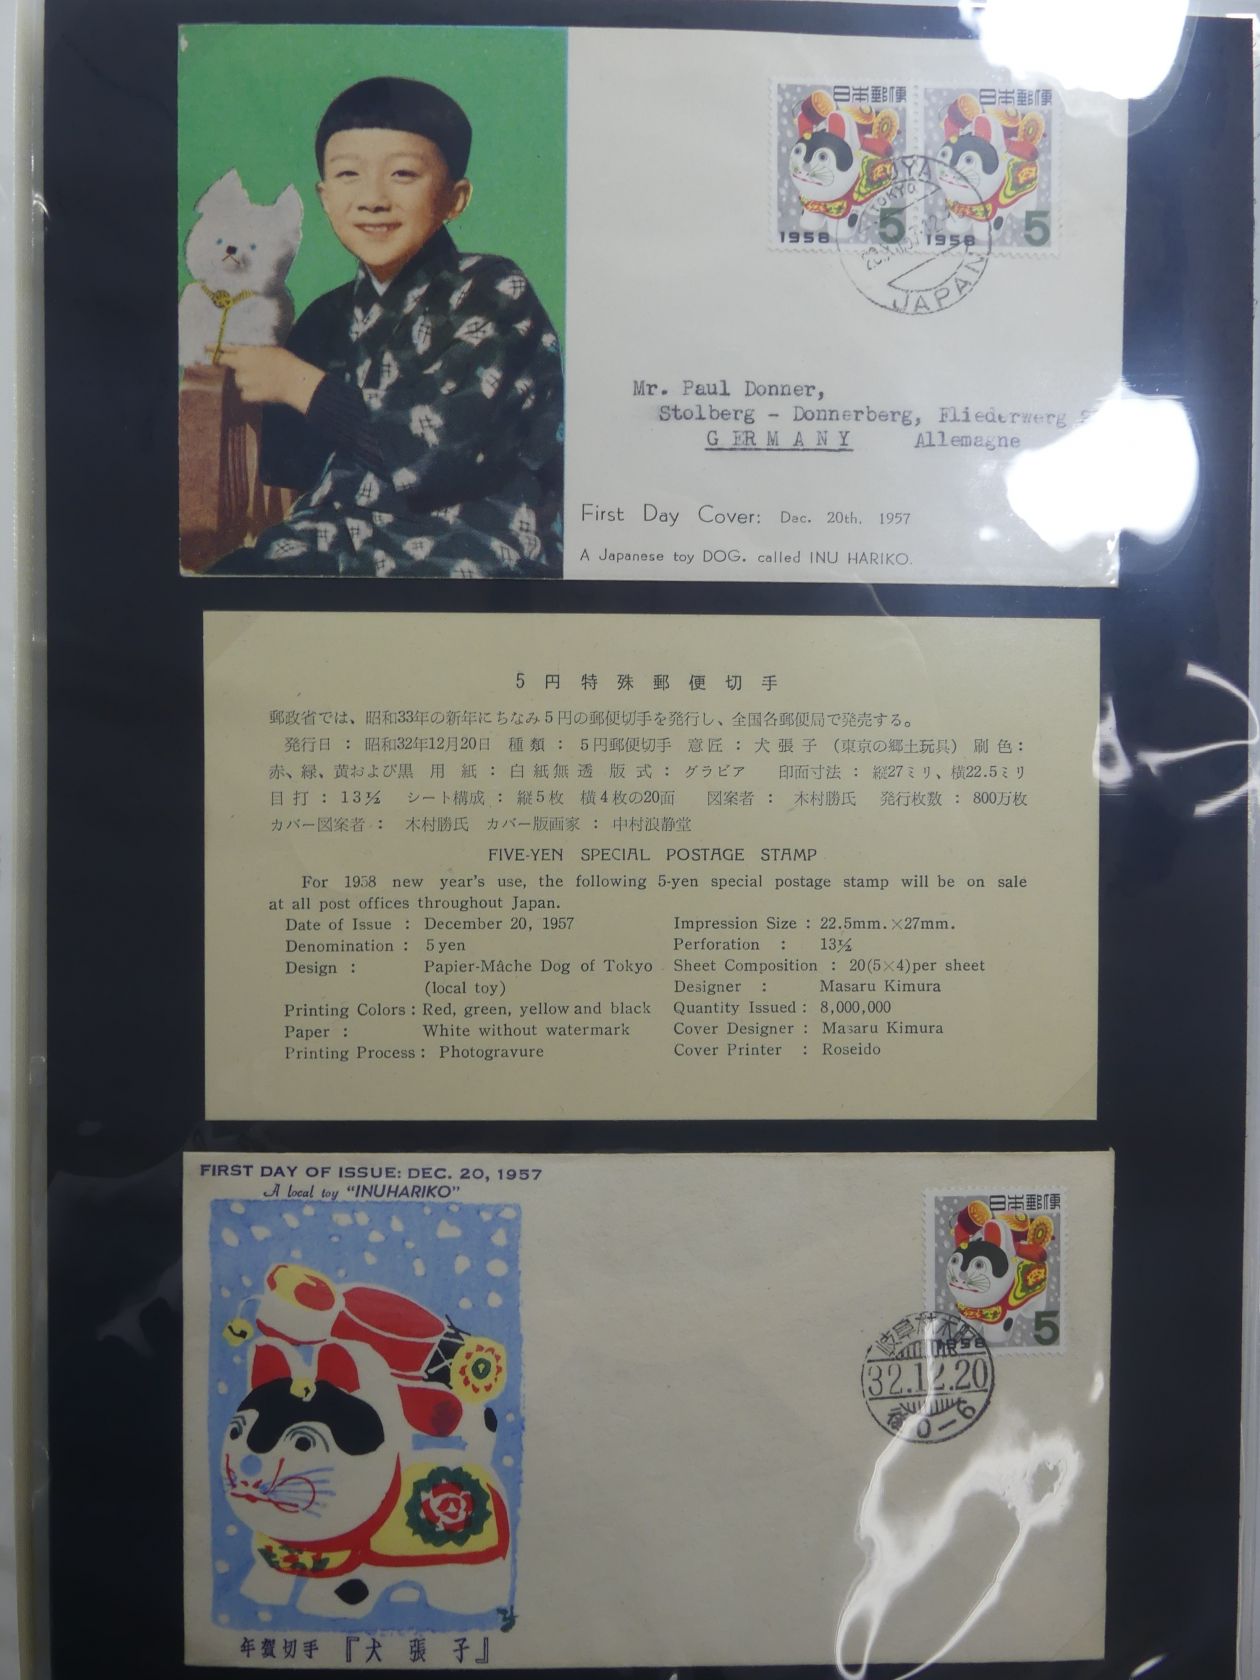 日本郵便 日本郵便
1958 5 1958 5
TOKYO
JAPAN
Mr. Paul Donner,
Stolberg - Donnerberg, Fliederwerg
GERMANY Allemagne
First Day Cover: Dec. 20th, 1957
A Japanese toy DOG. called INU HARIKO.
5円特殊郵便切手
郵政省では、昭和33年の新年にちなみ5円の郵便切手を発行し、全国各郵便局で発売する。
発行日：昭和32年12月20日 種類：5円郵便切手 意匠：犬張子（東京の郷土玩具）刷色：
赤、緑、黄および黒 用紙：白紙無透 版式：グラビア 印面寸法：縦27ミリ、横22.5ミリ
目打：13½ シート構成：縦5枚 横4枚の20面 図案者：木村勝氏 発行枚数：800万枚
カバー図案者：木村勝氏 カバー版画家：中村浪静堂
FIVE-YEN SPECIAL POSTAGE STAMP
For 1958 new year's use, the following 5-yen special postage stamp will be on sale
at all post offices throughout Japan.
Date of Issue : December 20, 1957
Denomination : 5 yen
Design : Papier-Mâche Dog of Tokyo
(local toy)
Printing Colors : Red, green, yellow and black
Paper : White without watermark
Printing Process : Photogravure
Impression Size : 22.5mm.×27mm.
Perforation : 13½
Sheet Composition : 20(5×4)per sheet
Designer : Masaru Kimura
Quantity Issued : 8,000,000
Cover Designer : Masaru Kimura
Cover Printer : Roseido
FIRST DAY OF ISSUE: DEC. 20, 1957
A local toy "INUHARIKO"
日本郵便
1958 5
岐阜
32.12.20
後0-6
年賀切手『犬張子』